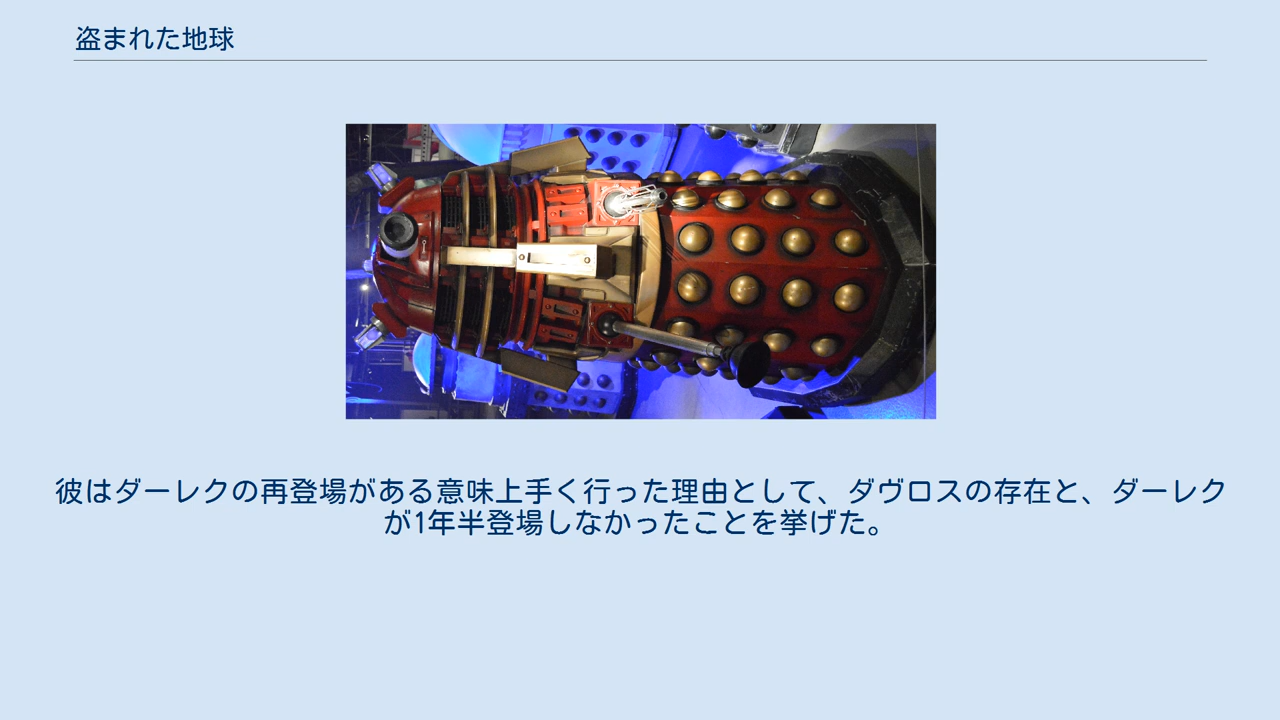 盗まれた地球
彼はダーレクの再登場がある意味上手く行った理由として、ダヴロスの存在と、ダーレク
が1年半登場しなかったことを挙げた。